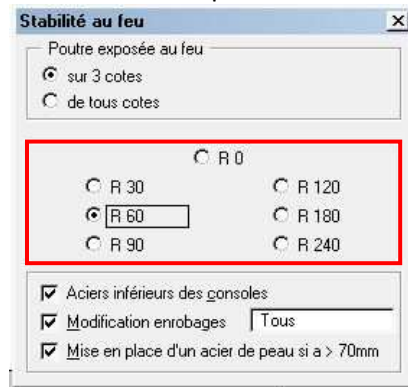 Stabilité au feu
Poutre exposée au feu
sur 3 cotes
de tous cotes
R 0
R 30 R 120
R 60 R 180
R 90 R 240
Aciers inférieurs des consoles
Modification enrobages Tous
Mise en place d'un acier de peau si a > 70mm